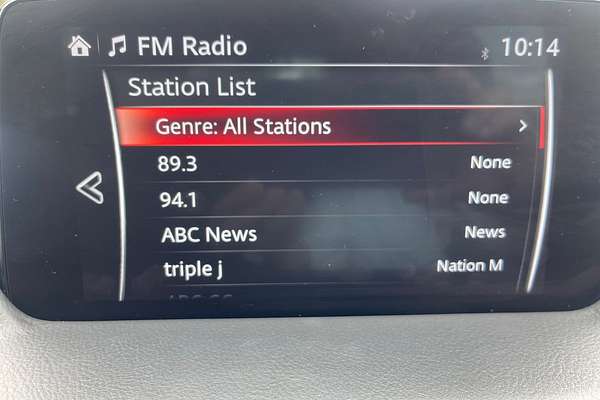 FM Radio 10:14
Station List
Genre: All Stations
89.3 None
94.1 None
ABC News News
triple j Nation M